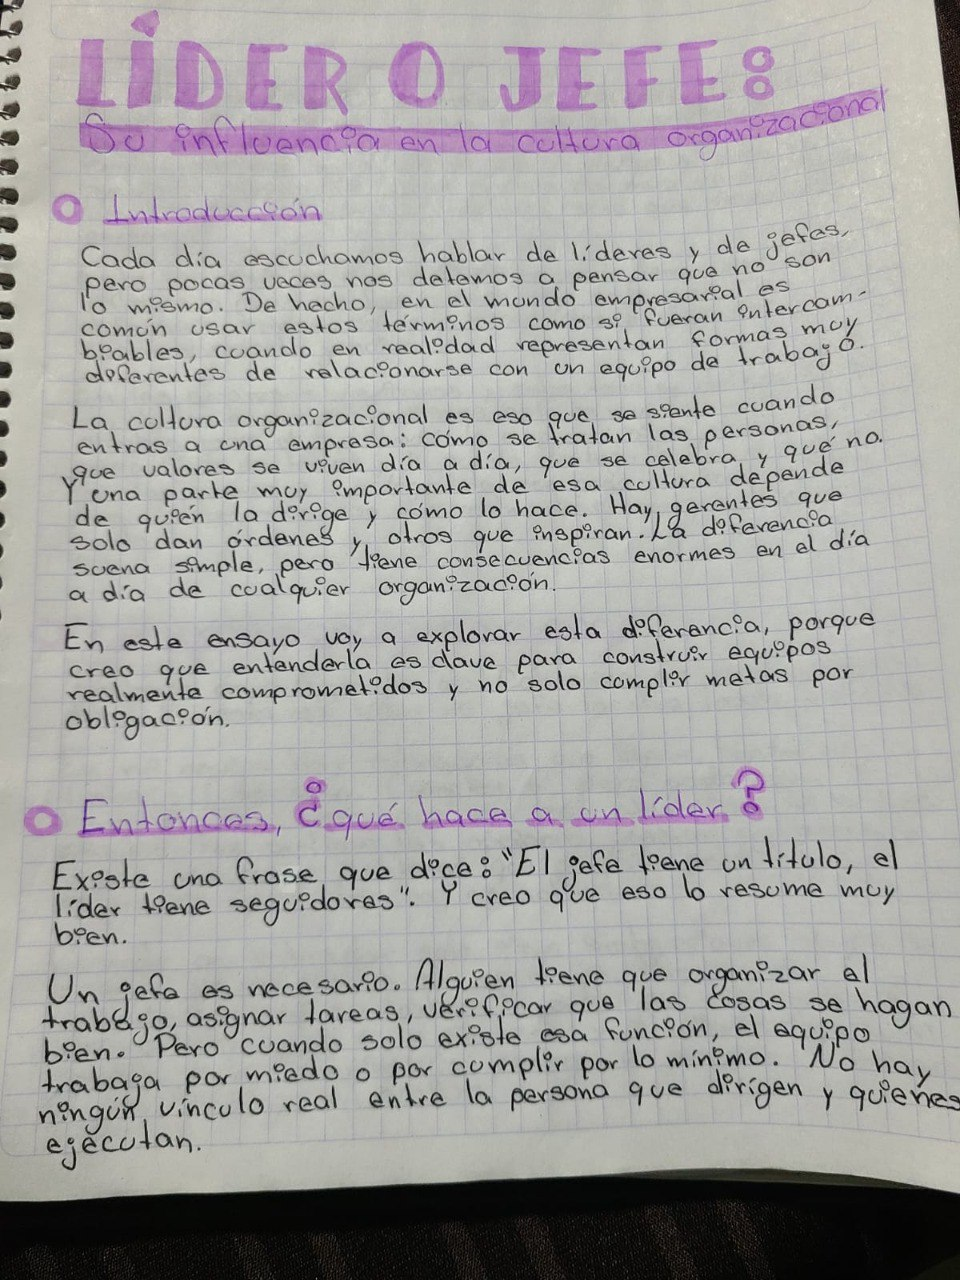 LÍDER O JEFE:
Su influencia en la cultura organizacional
Introducción
Cada día escuchamos hablar de líderes y de jefes,
pero pocas veces nos detemos a pensar que no son
lo mismo. De hecho, en el mundo empresarial es
común usar estos términos como si fueran intercam-
biables, cuando en realidad representan formas muy
diferentes de relacionarse con un equipo de trabajo.
La cultura organizacional es eso que se siente cuando
entras a una empresa: cómo se tratan las personas,
que valores se viven día a día, que se celebra y qué no.
Y una parte muy importante de esa cultura depende
de quién la dirige y cómo lo hace. Hay gerentes que
solo dan órdenes y otros que inspiran. La diferencia
suena simple, pero tiene consecuencias enormes en el día
a día de cualquier organización.
En este ensayo voy a explorar esta diferencia, porque
creo que entenderla es clave para construir equipos
realmente comprometidos y no solo cumplir metas por
obligación.
Entonces, ¿qué hace a un líder?
Existe una frase que dice: "El jefe tiene un título, el
líder tiene seguidores". Y creo que eso lo resume muy
bien.
Un jefe es necesario. Alguien tiene que organizar el
trabajo, asignar tareas, verificar que las cosas se hagan
bien. Pero cuando solo existe esa función, el equipo
trabaja por miedo o por cumplir por lo mínimo. No hay
ningún vínculo real entre la persona que dirigen y quienes
ejecutan.